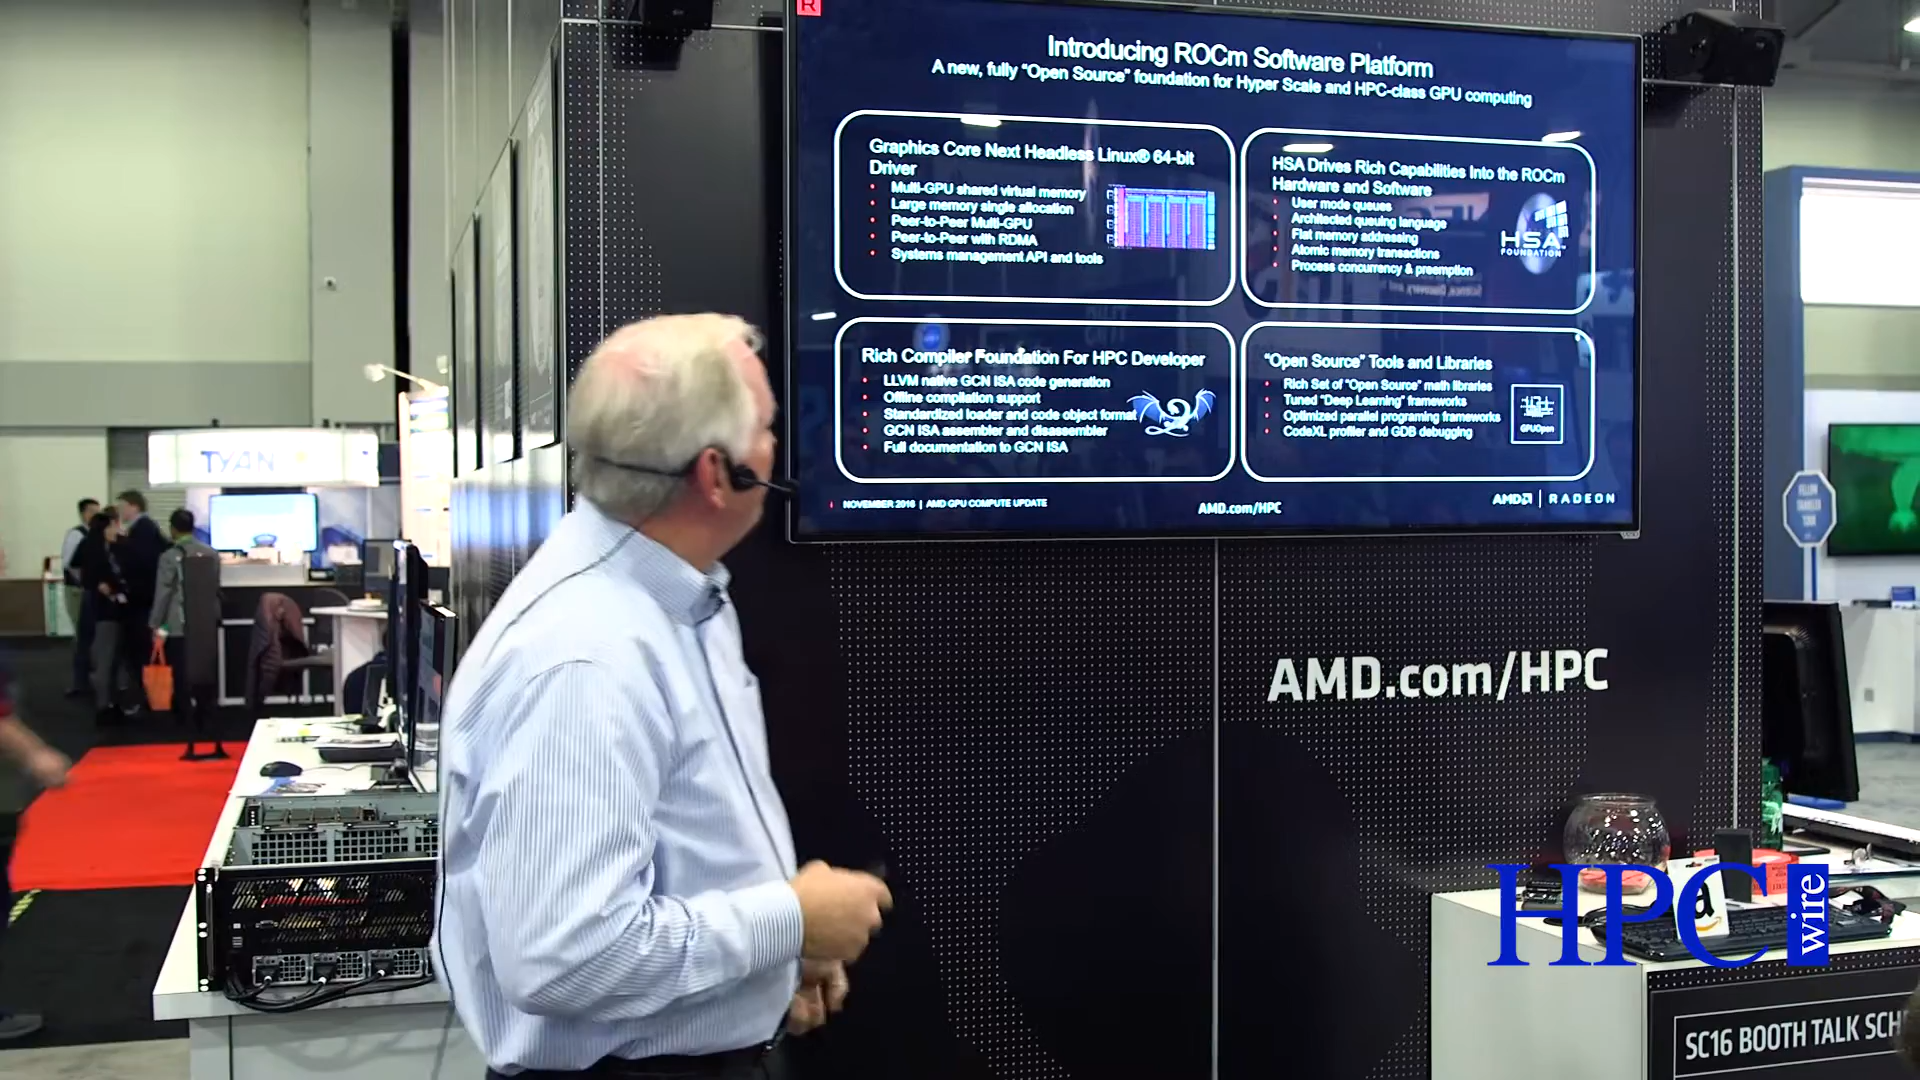 R
Introducing ROCm Software Platform
A new, fully “Open Source” foundation for Hyper Scale and HPC-class GPU computing
Graphics Core Next Headless Linux® 64-bit
Driver
• Multi-GPU shared virtual memory
• Large memory single allocation
• Peer-to-Peer Multi-GPU
• Peer-to-Peer with RDMA
• Systems management API and tools
HSA Drives Rich Capabilities Into the ROCm
Hardware and Software
• User mode queues
• Architected queuing language
• Flat memory addressing
• Atomic memory transactions
• Process concurrency & preemption
HSA
FOUNDATION
Rich Compiler Foundation For HPC Developer
• LLVM native GCN ISA code generation
• Offline compilation support
• Standardized loader and code object format
• GCN ISA assembler and disassembler
• Full documentation to GCN ISA
“Open Source” Tools and Libraries
• Rich Set of “Open Source” math libraries
• Tuned “Deep Learning” frameworks
• Optimized parallel programing frameworks
• CodeXL profiler and GDB debugging
GPUOpen
NOVEMBER 2016 | AMD GPU COMPUTE UPDATE
AMD.com/HPC
AMD | RADEON
TYAN
AMD.com/HPC
HPC
wire
a
SC16 BOOTH TALK SCH